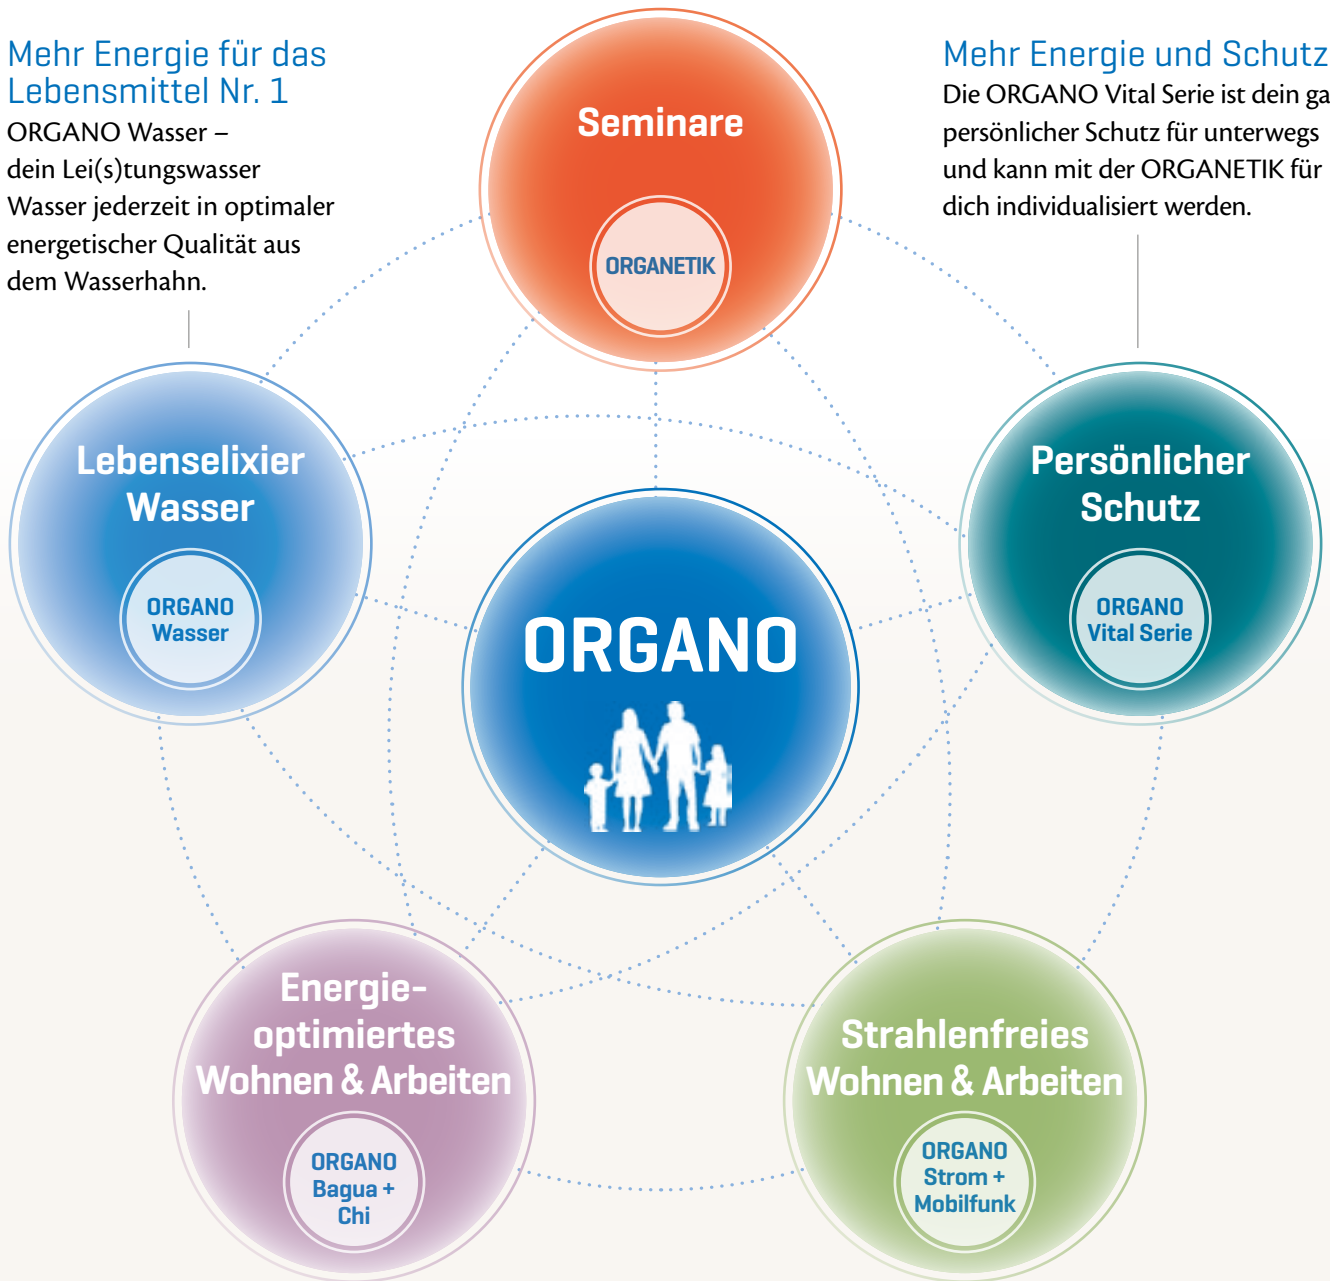 Mehr Energie für das
Lebensmittel Nr. 1
ORGANO Wasser –
dein Lei(s)tungswasser
Wasser jederzeit in optimaler
energetischer Qualität aus
dem Wasserhahn.
Seminare
ORGANETIK
Mehr Energie und Schutz
Die ORGANO Vital Serie ist dein
persönlicher Schutz für unterwegs
und kann mit der ORGANETIK für
dich individualisiert werden.
Lebenselixier
Wasser
ORGANO
Wasser
Persönlicher
Schutz
ORGANO
Vital Serie
ORGANO
Energie-
optimiertes
Wohnen & Arbeiten
ORGANO
Bagua +
Chi
Strahlenfreies
Wohnen & Arbeiten
ORGANO
Strom +
Mobilfunk